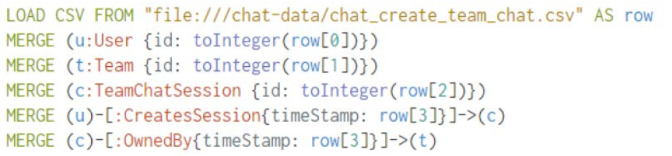 LOAD CSV FROM "file:///chat-data/chat_create_team_chat.csv" AS row
MERGE (u:User {id: toInteger(row[0])})
MERGE (t:Team {id: toInteger(row[1])})
MERGE (c:TeamChatSession {id: toInteger(row[2])})
MERGE (u)-[:CreatesSession{timeStamp: row[3]}]->(c)
MERGE (c)-[:OwnedBy{timeStamp: row[3]}]->(t)